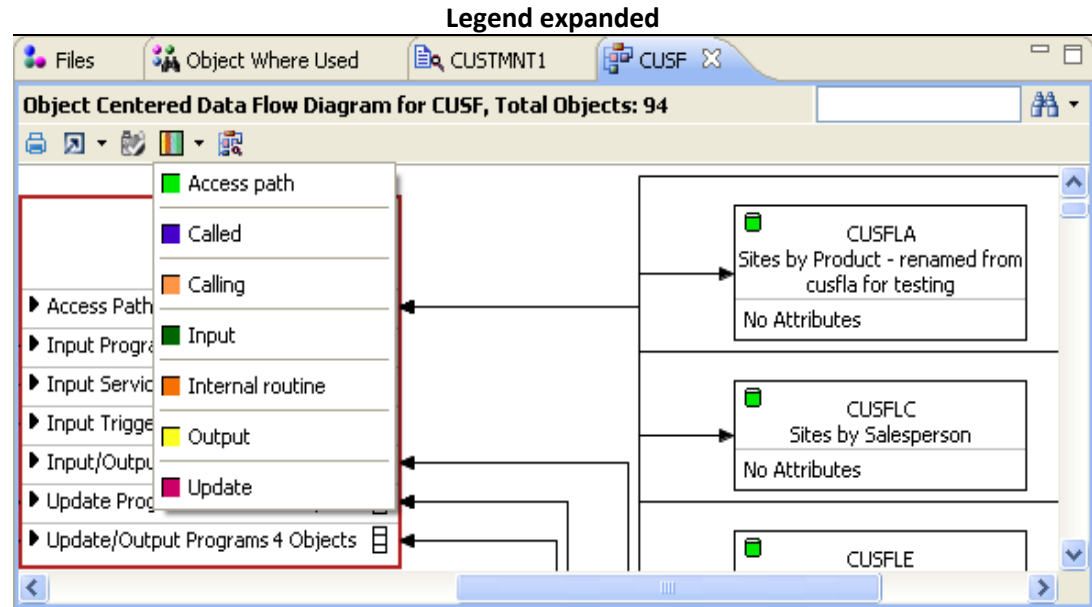 Legend expanded
Files
Object Where Used
CUSTMNT1
CUSF
Object Centered Data Flow Diagram for CUSF, Total Objects: 94
Access path
Called
Calling
Input
Internal routine
Output
Update
Access Path
Input Progra
Input Servic
Input Trigge
Input/Outpu
Update Prog
Update/Output Programs 4 Objects
CUSFLA
Sites by Product - renamed from
cusfla for testing
No Attributes
CUSFLC
Sites by Salesperson
No Attributes
CUSFLE